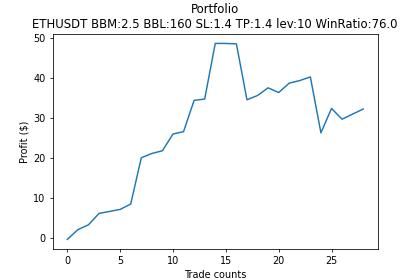 Portfolio
ETHUSDT BBM:2.5 BBL:160 SL:1.4 TP:1.4 lev:10 WinRatio:76.0
50
40
30
20
10
0
Profit ($)
0 5 10 15 20 25
Trade counts